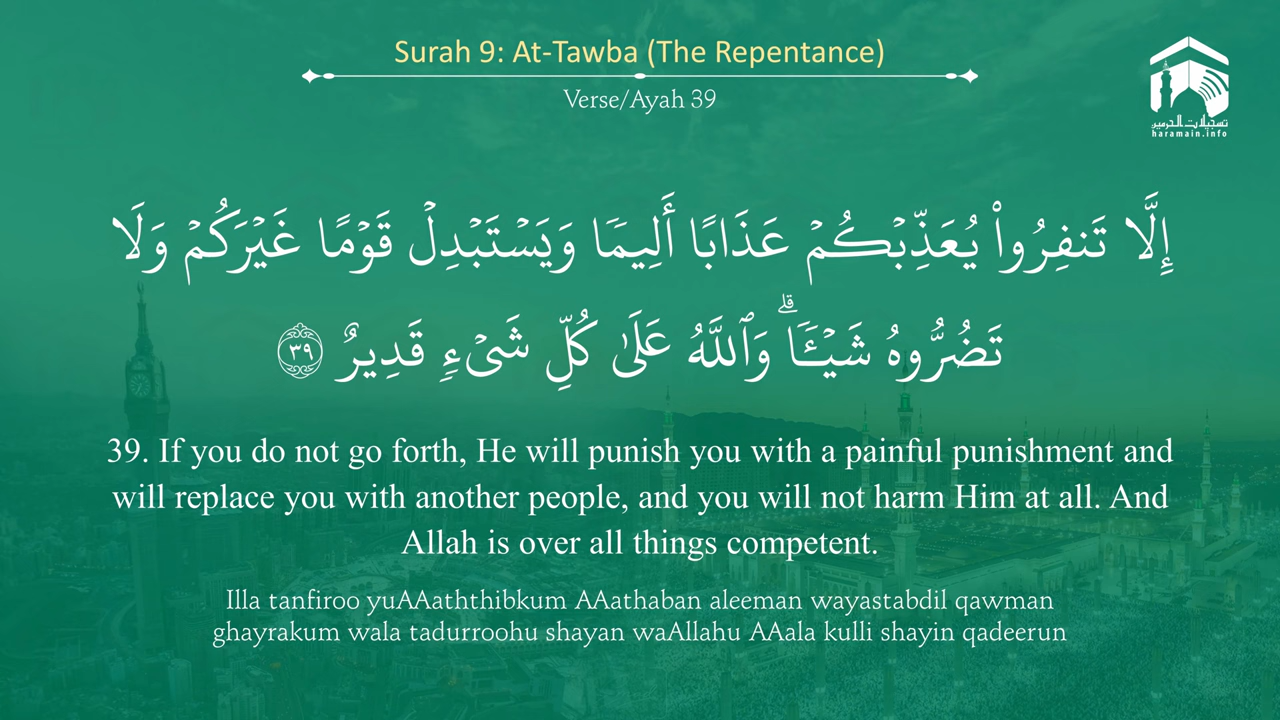 Surah 9: At-Tawba (The Repentance)
Verse/Ayah 39
تسجيلات الحرمين
haramain.info
إِلَّا تَنفِرُوا۟ يُعَذِّبْكُمْ عَذَابًا أَلِيمًا وَيَسْتَبْدِلْ قَوْمًا غَيْرَكُمْ وَلَا
تَضُرُّوهُ شَيْـًٔا ۗ وَٱللَّهُ عَلَىٰ كُلِّ شَىْءٍ قَدِيرٌ ٣٩
39. If you do not go forth, He will punish you with a painful punishment and
will replace you with another people, and you will not harm Him at all. And
Allah is over all things competent.
Illa tanfiroo yuAAaththibkum AAathaban aleeman wayastabdil qawman
ghayrakum wala tadurroohu shayan waAllahu AAala kulli shayin qadeerun